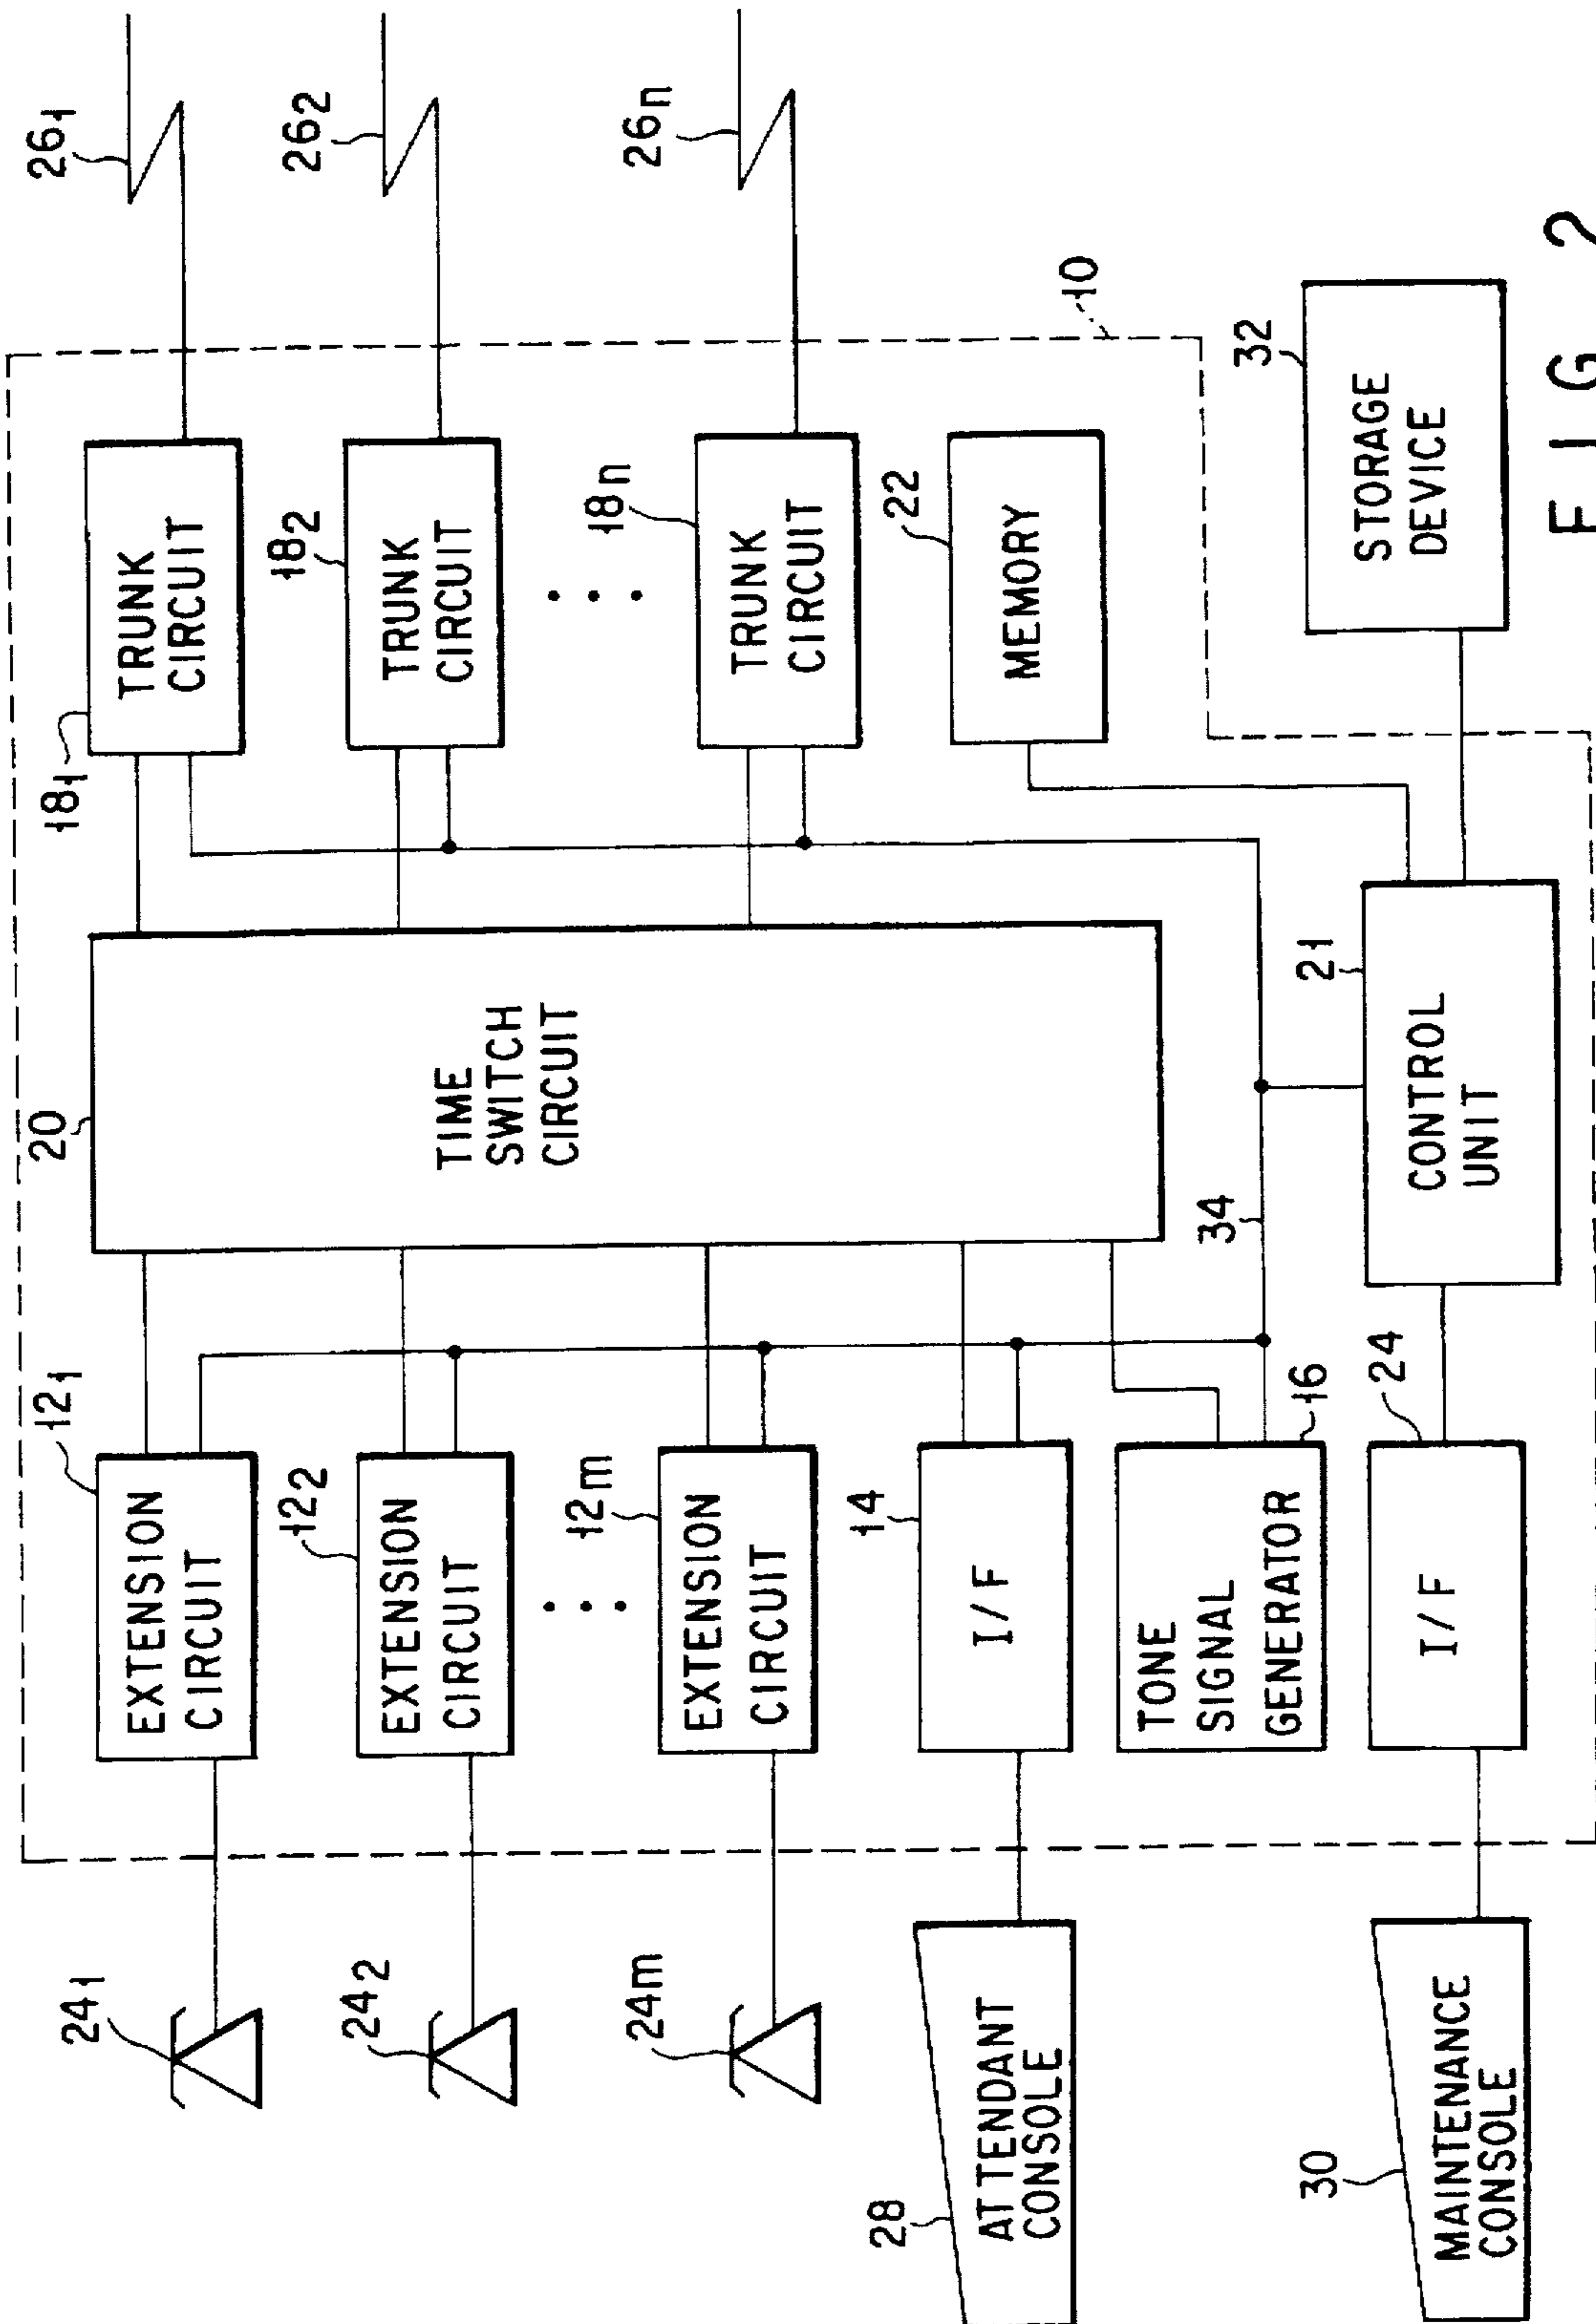 26₁
26₂
26n
TRUNK
CIRCUIT
18₁
TRUNK
CIRCUIT
18₂
TRUNK
CIRCUIT
18n
MEMORY
22
10
STORAGE
DEVICE
32
TIME
SWITCH
CIRCUIT
20
34
CONTROL
UNIT
21
EXTENSION
CIRCUIT
12₁
EXTENSION
CIRCUIT
12₂
EXTENSION
CIRCUIT
12m
I/F
14
TONE
SIGNAL
GENERATOR
16
I/F
24
24₁
24₂
24m
ATTENDANT
CONSOLE
28
MAINTENANCE
CONSOLE
30
FIG 2